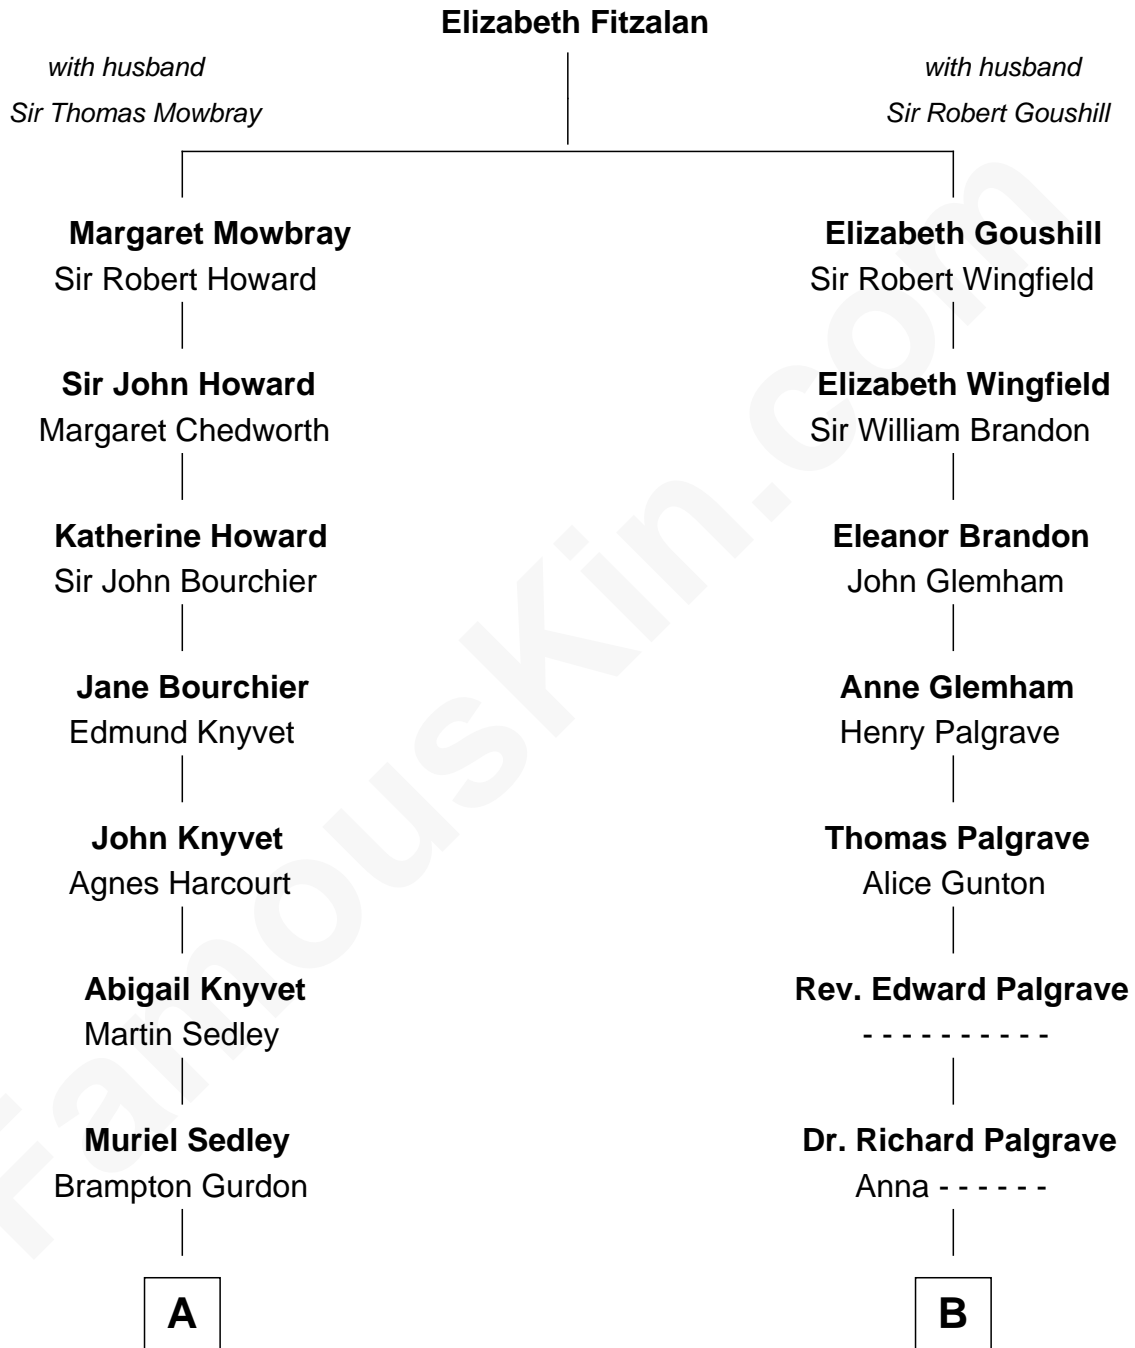 Elizabeth Fitzalan
with husband
Sir Thomas Mowbray
with husband
Sir Robert Goushill
Margaret Mowbray
Sir Robert Howard
Elizabeth Goushill
Sir Robert Wingfield
Sir John Howard
Margaret Chedworth
Elizabeth Wingfield
Sir William Brandon
Katherine Howard
Sir John Bourchier
Eleanor Brandon
John Glemham
Jane Bourchier
Edmund Knyvet
Anne Glemham
Henry Palgrave
John Knyvet
Agnes Harcourt
Thomas Palgrave
Alice Gunton
Abigail Knyvet
Martin Sedley
Rev. Edward Palgrave
- - - - - - - - - -
Muriel Sedley
Brampton Gurdon
Dr. Richard Palgrave
Anna - - - - - -
A
B
FamousKin.com